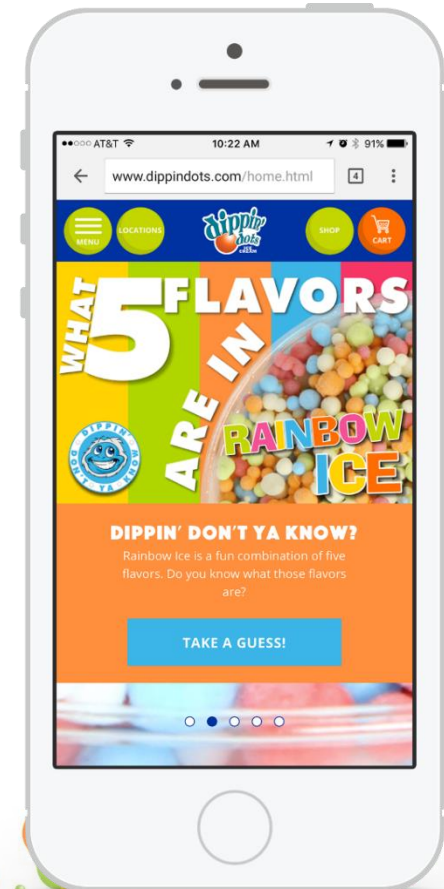 AT&T 10:22 AM 91%
www.dippindots.com/home.html 4
MENU LOCATIONS dippin' dots ICE CREAM SHOP CART
WHAT 5 FLAVORS
ARE IN
RAINBOW
ICE
DIPPIN' DON'T YA KNOW
DIPPIN' DON'T YA KNOW?
Rainbow Ice is a fun combination of five
flavors. Do you know what those flavors
are?
TAKE A GUESS!